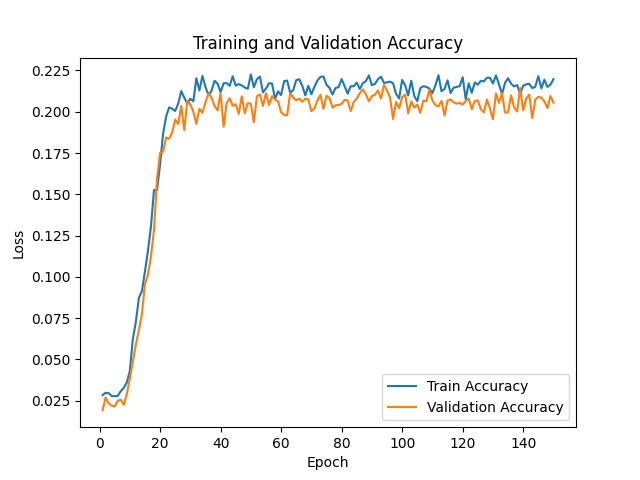 Training and Validation Accuracy
0.225
0.200
0.175
0.150
0.125
0.100
0.075
0.050
0.025
Loss
0 20 40 60 80 100 120 140
Epoch
Train Accuracy
Validation Accuracy